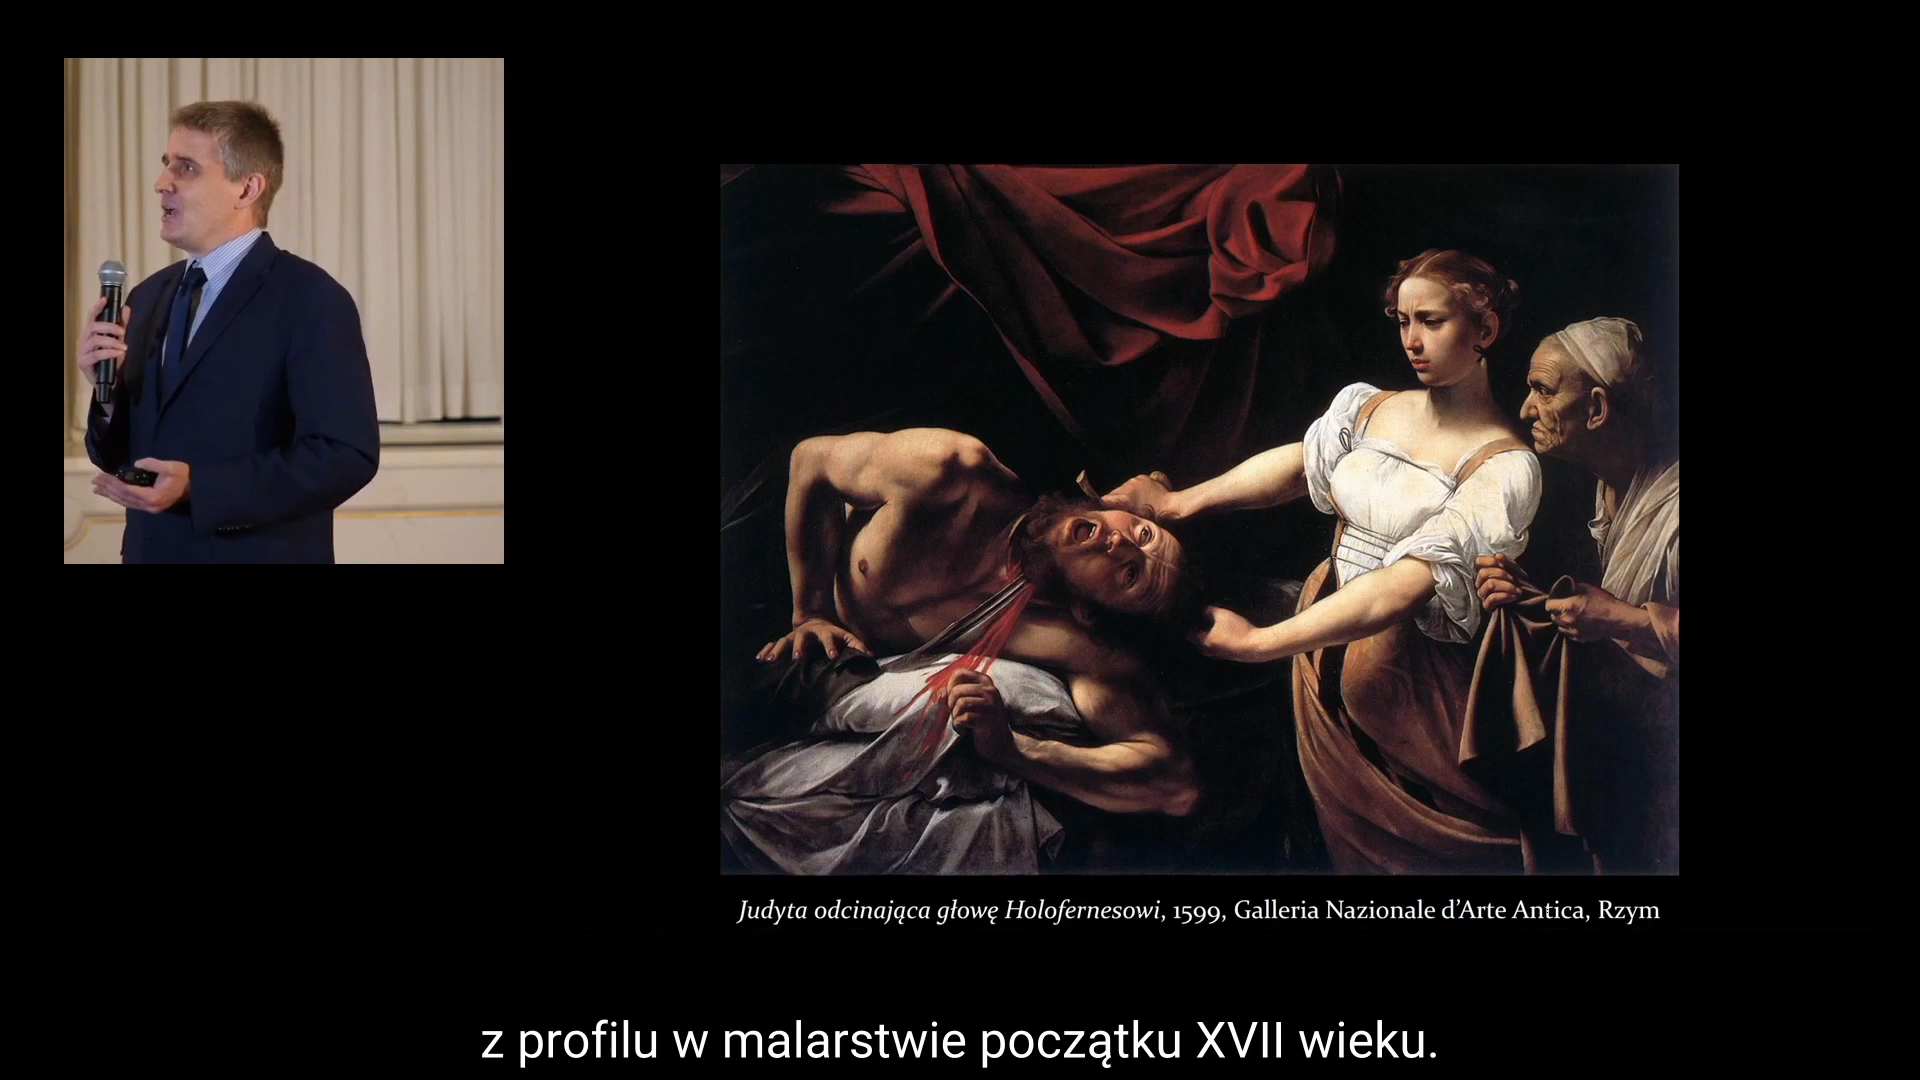 Judyta odcinająca głowę Holofernesowi, 1599, Galleria Nazionale d’Arte Antica, Rzym
z profilu w malarstwie początku XVII wieku.